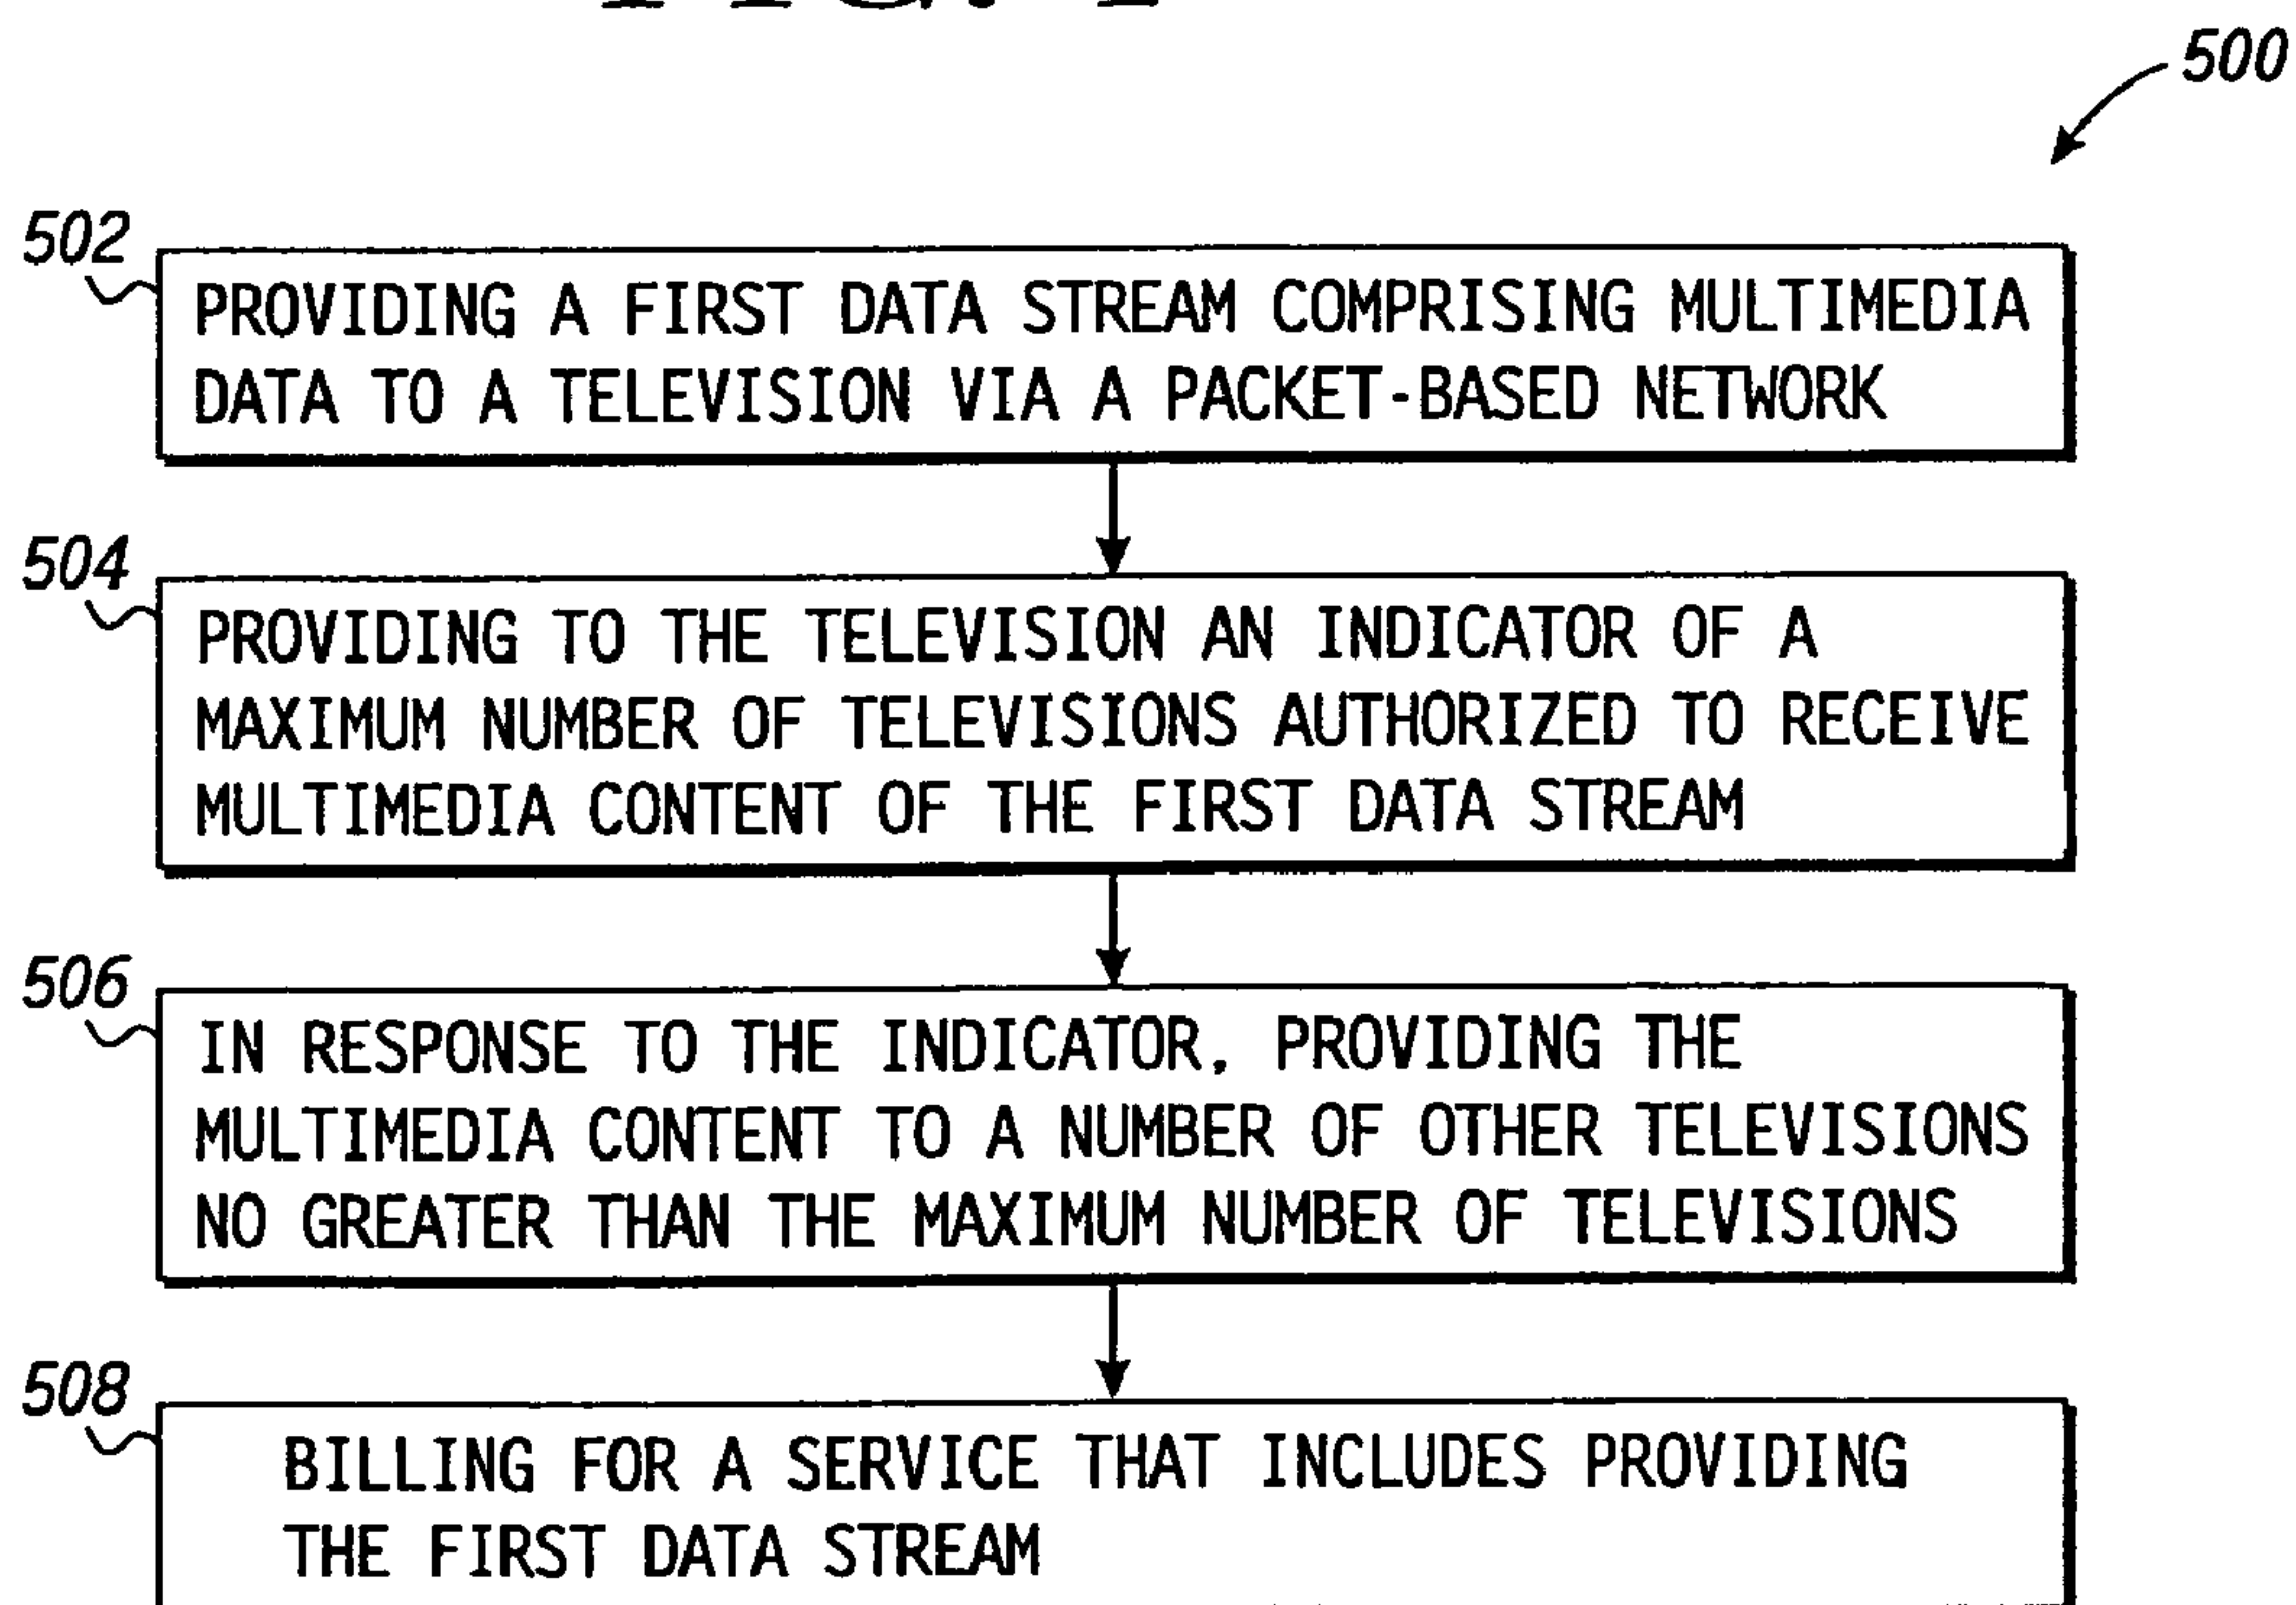 500
502
PROVIDING A FIRST DATA STREAM COMPRISING MULTIMEDIA
DATA TO A TELEVISION VIA A PACKET-BASED NETWORK
504
PROVIDING TO THE TELEVISION AN INDICATOR OF A
MAXIMUM NUMBER OF TELEVISIONS AUTHORIZED TO RECEIVE
MULTIMEDIA CONTENT OF THE FIRST DATA STREAM
506
IN RESPONSE TO THE INDICATOR, PROVIDING THE
MULTIMEDIA CONTENT TO A NUMBER OF OTHER TELEVISIONS
NO GREATER THAN THE MAXIMUM NUMBER OF TELEVISIONS
508
BILLING FOR A SERVICE THAT INCLUDES PROVIDING
THE FIRST DATA STREAM